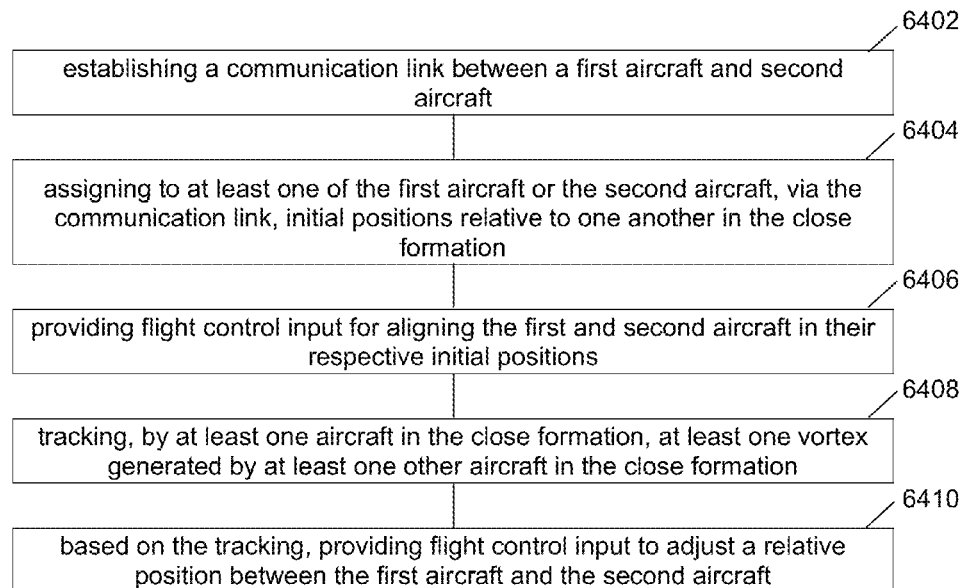 6402
establishing a communication link between a first aircraft and second
aircraft
6404
assigning to at least one of the first aircraft or the second aircraft, via the
communication link, initial positions relative to one another in the close
formation
6406
providing flight control input for aligning the first and second aircraft in their
respective initial positions
6408
tracking, by at least one aircraft in the close formation, at least one vortex
generated by at least one other aircraft in the close formation
6410
based on the tracking, providing flight control input to adjust a relative
position between the first aircraft and the second aircraft